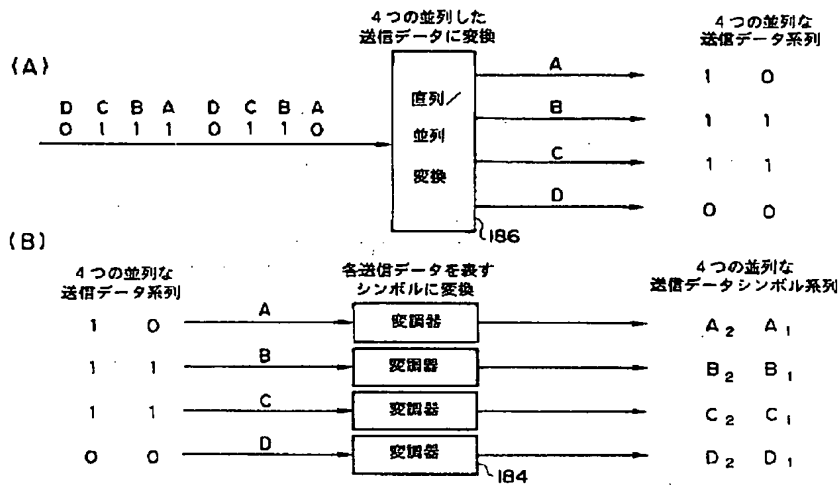 (A)
4つの並列した
送信データに変換
4つの並列な
送信データ系列
D C B A D C B A
0 1 1 1 0 1 1 0
直列/
並列
変換
186
A
1 0
B
1 1
C
1 1
D
0 0
(B)
4つの並列な
送信データ系列
各送信データを表す
シンボルに変換
4つの並列な
送信データシンボル系列
1 0 A 変調器 A2 A1
1 1 B 変調器 B2 B1
1 1 C 変調器 C2 C1
0 0 D 変調器 D2 D1
184